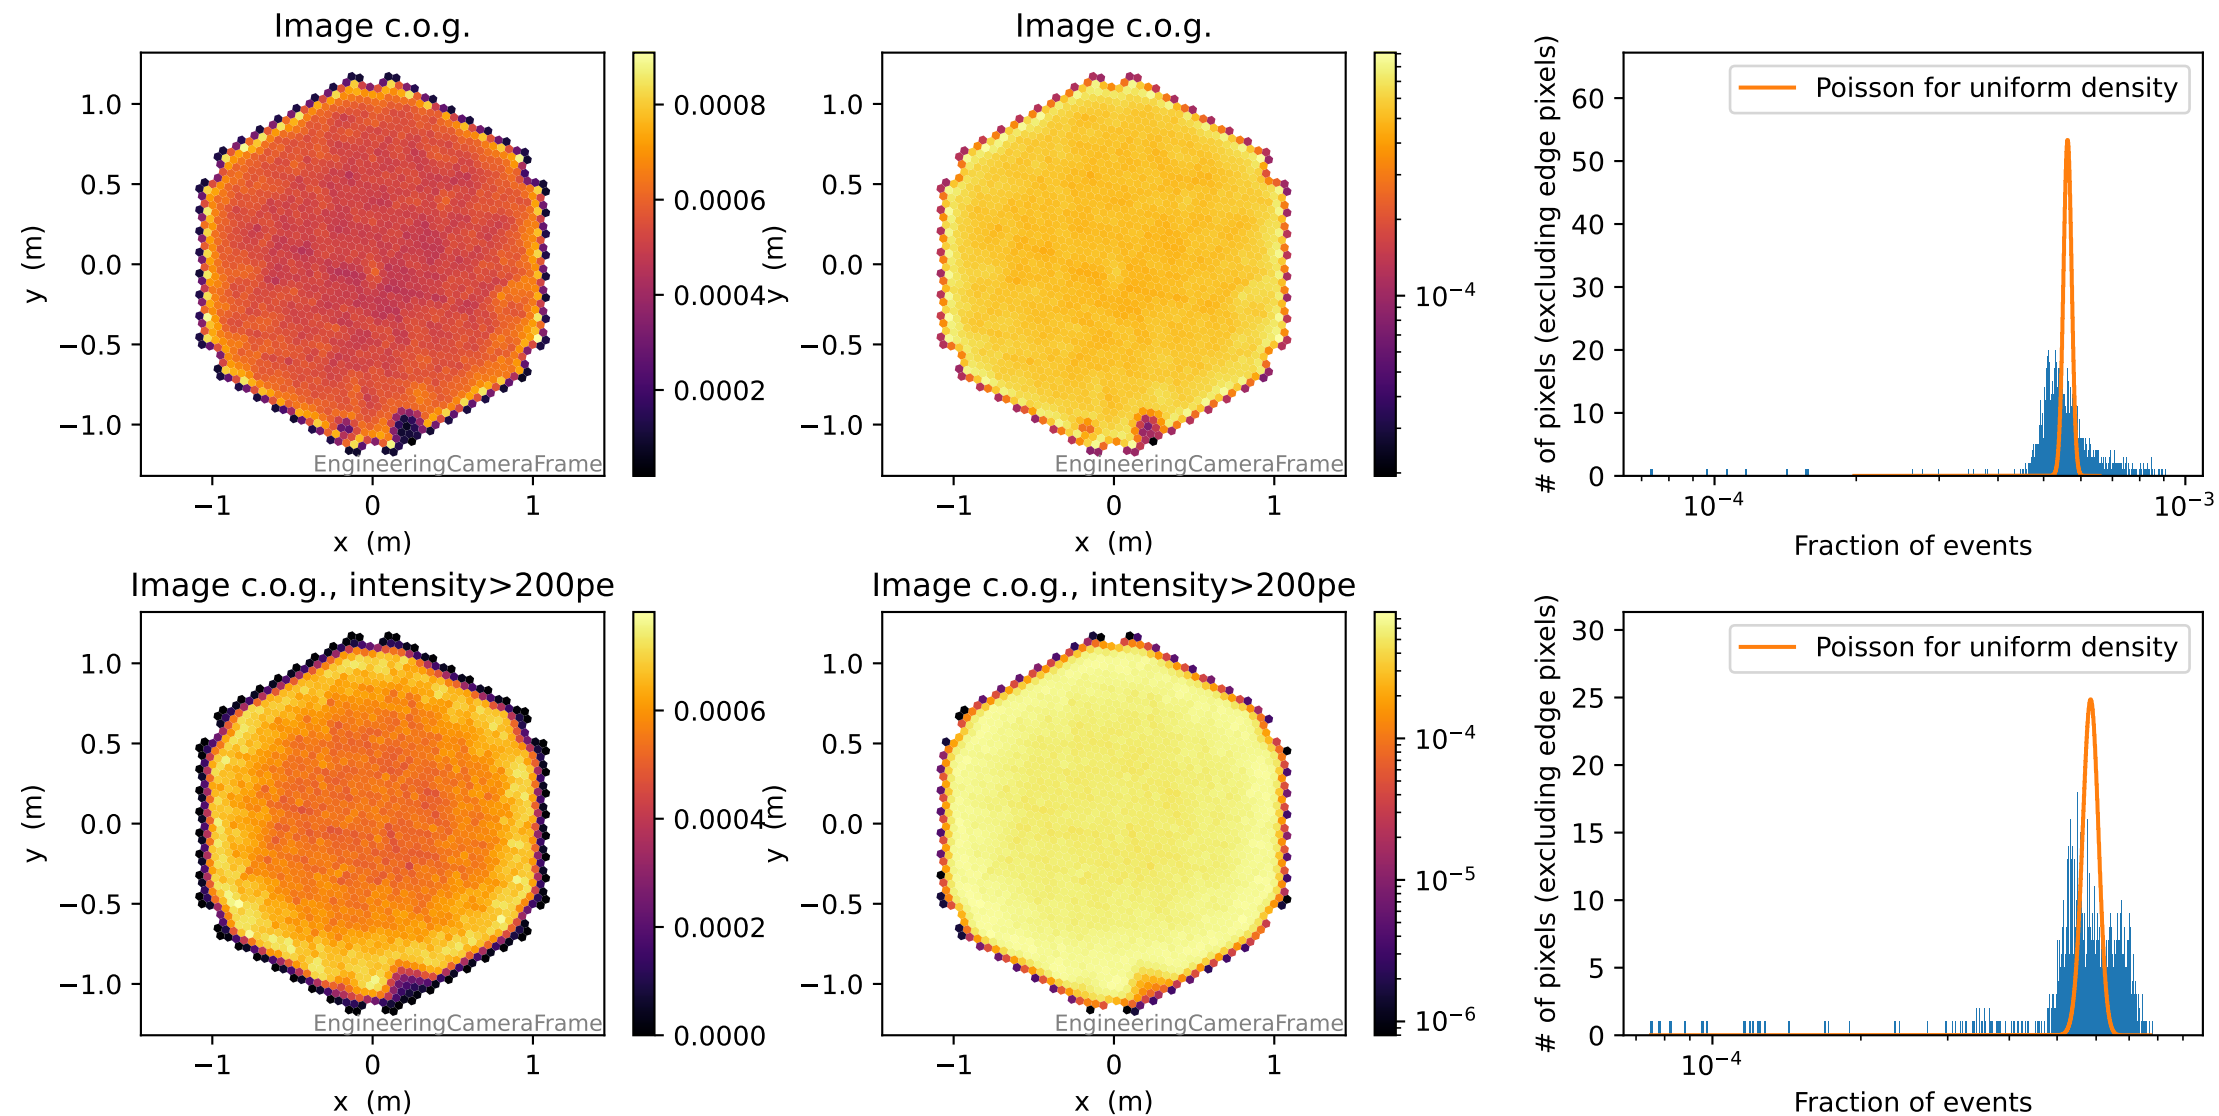 Image c.o.g.
1.0
0.5
0.0
−0.5
−1.0
y (m)
−1
0
1
x (m)
EngineeringCameraFrame
0.0008
0.0006
0.0004
0.0002
Image c.o.g.
1.0
0.5
0.0
−0.5
−1.0
y (m)
−1
0
1
x (m)
EngineeringCameraFrame
10⁻⁴
# of pixels (excluding edge pixels)
60
50
40
30
20
10
0
Poisson for uniform density
10⁻⁴
10⁻³
Fraction of events
Image c.o.g., intensity>200pe
1.0
0.5
0.0
−0.5
−1.0
y (m)
−1
0
1
x (m)
EngineeringCameraFrame
0.0006
0.0004
0.0002
0.0000
Image c.o.g., intensity>200pe
1.0
0.5
0.0
−0.5
−1.0
y (m)
−1
0
1
x (m)
EngineeringCameraFrame
10⁻⁴
10⁻⁵
10⁻⁶
# of pixels (excluding edge pixels)
30
25
20
15
10
5
0
Poisson for uniform density
10⁻⁴
Fraction of events